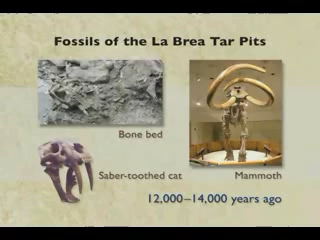 Fossils of the La Brea Tar Pits
Bone bed
Saber-toothed cat
Mammoth
12,000–14,000 years ago